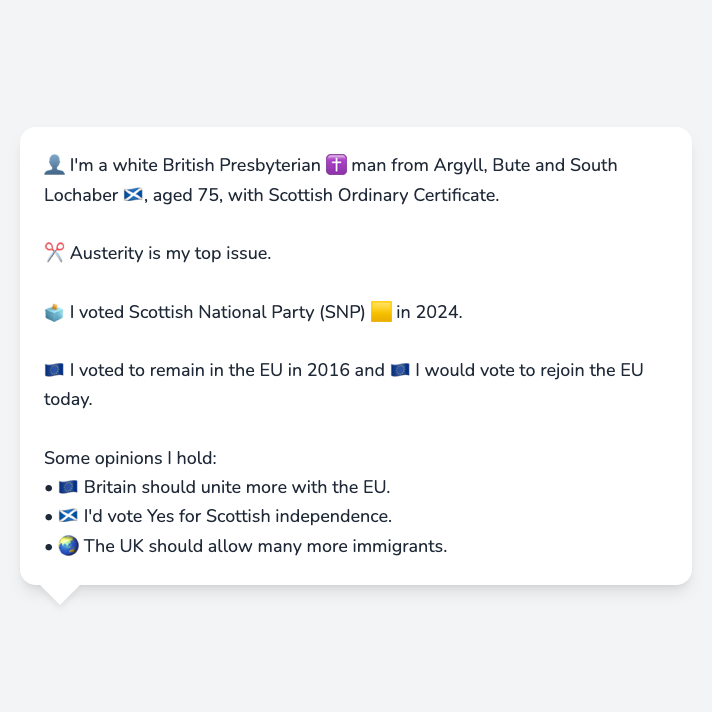 👤 I'm a white British Presbyterian ✝️ man from Argyll, Bute and South
Lochaber 🏴󠁧󠁢󠁳󠁣󠁴󠁿, aged 75, with Scottish Ordinary Certificate.
✂️ Austerity is my top issue.
🗳️ I voted Scottish National Party (SNP) 🟨 in 2024.
🇪🇺 I voted to remain in the EU in 2016 and 🇪🇺 I would vote to rejoin the EU
today.
Some opinions I hold:
• 🇪🇺 Britain should unite more with the EU.
• 🏴󠁧󠁢󠁳󠁣󠁴󠁿 I'd vote Yes for Scottish independence.
• 🌏 The UK should allow many more immigrants.